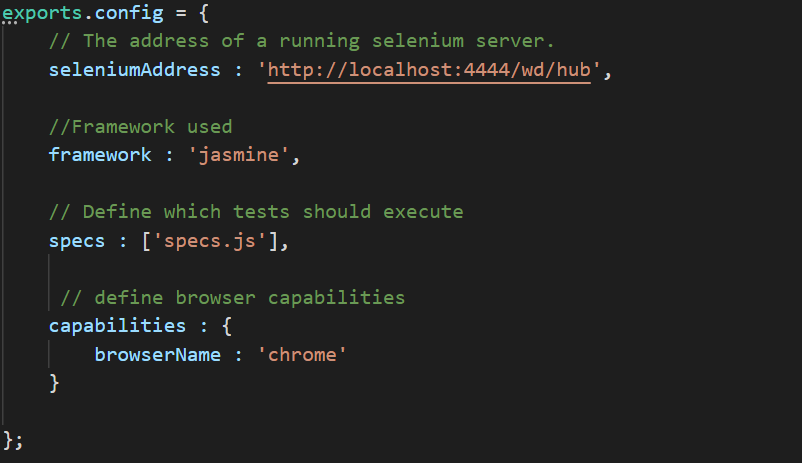 exports.config = {
// The address of a running selenium server.
seleniumAddress : 'http://localhost:4444/wd/hub',
//Framework used
framework : 'jasmine',
// Define which tests should execute
specs : ['specs.js'],
// define browser capabilities
capabilities : {
browserName : 'chrome'
}
};